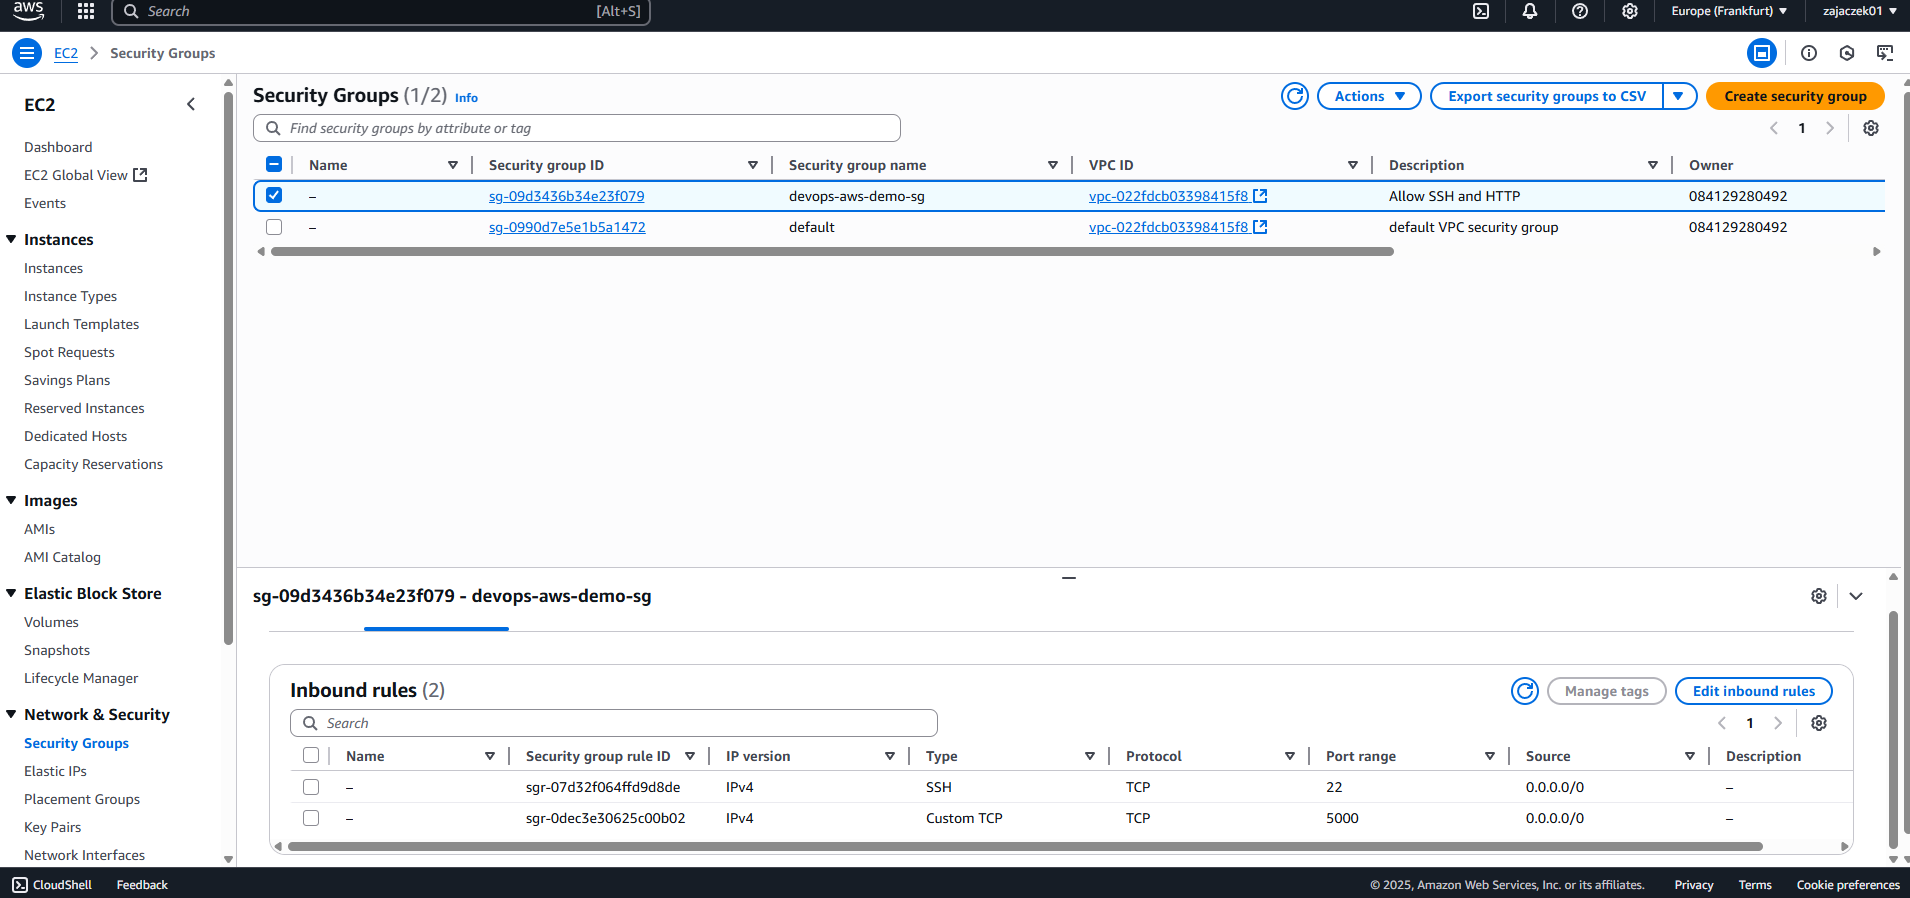 aws Search [Alt+S] Europe (Frankfurt) zajaczek01
EC2 Security Groups
EC2
Dashboard
EC2 Global View
Events
Instances
Instances
Instance Types
Launch Templates
Spot Requests
Savings Plans
Reserved Instances
Dedicated Hosts
Capacity Reservations
Images
AMIs
AMI Catalog
Elastic Block Store
Volumes
Snapshots
Lifecycle Manager
Network & Security
Security Groups
Elastic IPs
Placement Groups
Key Pairs
Network Interfaces
Security Groups (1/2) Info Actions Export security groups to CSV Create security group
Find security groups by attribute or tag 1
Name Security group ID Security group name VPC ID Description Owner
– sg-09d3436b34e23f079 devops-aws-demo-sg vpc-022fdcb03398415f8 Allow SSH and HTTP 084129280492
– sg-0990d7e5e1b5a1472 default vpc-022fdcb03398415f8 default VPC security group 084129280492
sg-09d3436b34e23f079 - devops-aws-demo-sg
Inbound rules (2) Manage tags Edit inbound rules
Search 1
Name Security group rule ID IP version Type Protocol Port range Source Description
– sgr-07d32f064ffd9d8de IPv4 SSH TCP 22 0.0.0.0/0 –
– sgr-0dec3e30625c00b02 IPv4 Custom TCP TCP 5000 0.0.0.0/0 –
CloudShell Feedback © 2025, Amazon Web Services, Inc. or its affiliates. Privacy Terms Cookie preferences